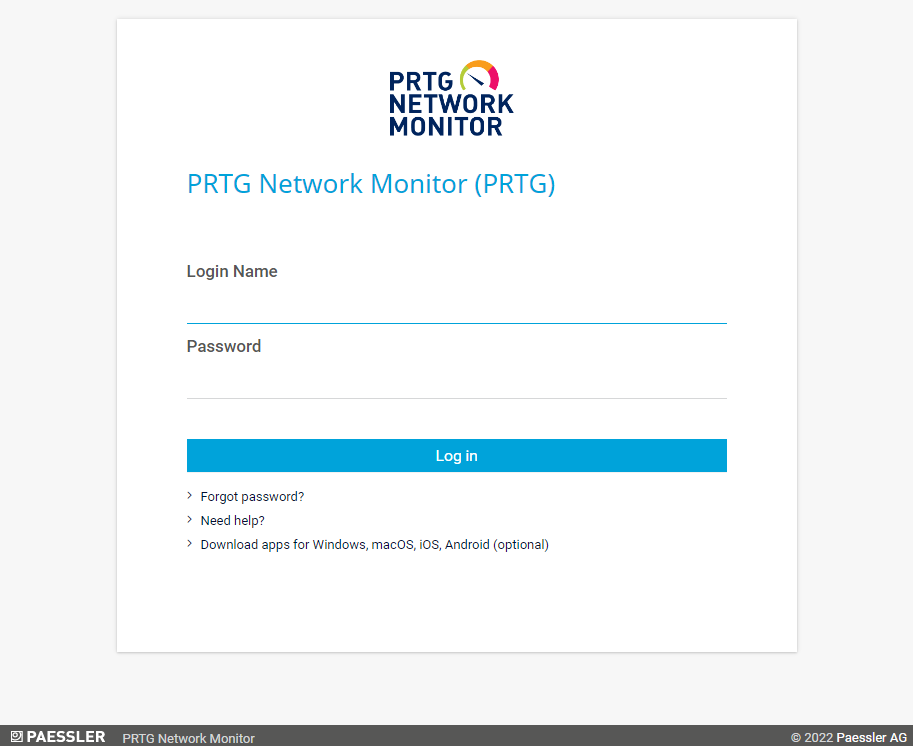 PRTG
NETWORK
MONITOR
PRTG Network Monitor (PRTG)
Login Name
Password
Log in
Forgot password?
Need help?
Download apps for Windows, macOS, iOS, Android (optional)
PAESSLER PRTG Network Monitor © 2022 Paessler AG